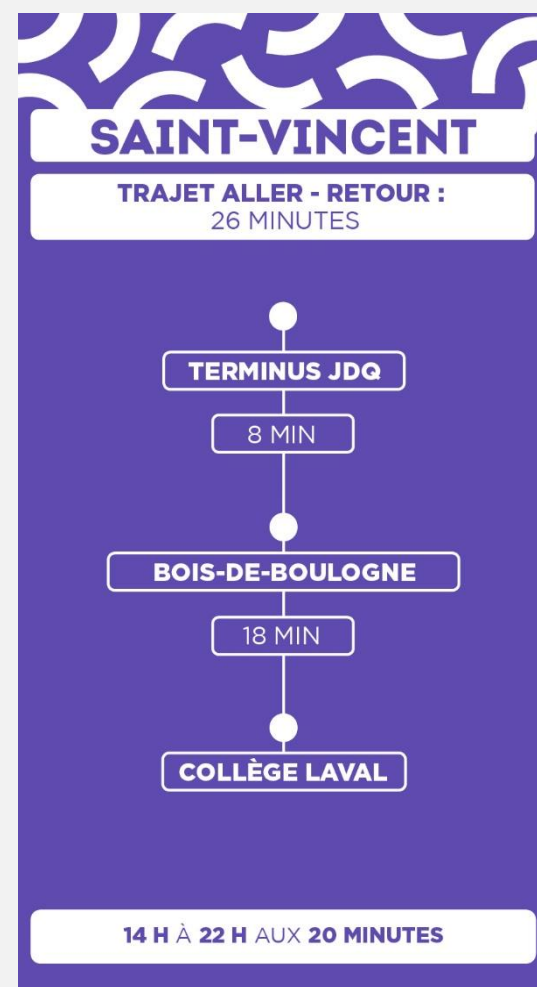 SAINT-VINCENT
TRAJET ALLER - RETOUR :
26 MINUTES
TERMINUS JDQ
8 MIN
BOIS-DE-BOULOGNE
18 MIN
COLLÈGE LAVAL
14 H À 22 H AUX 20 MINUTES